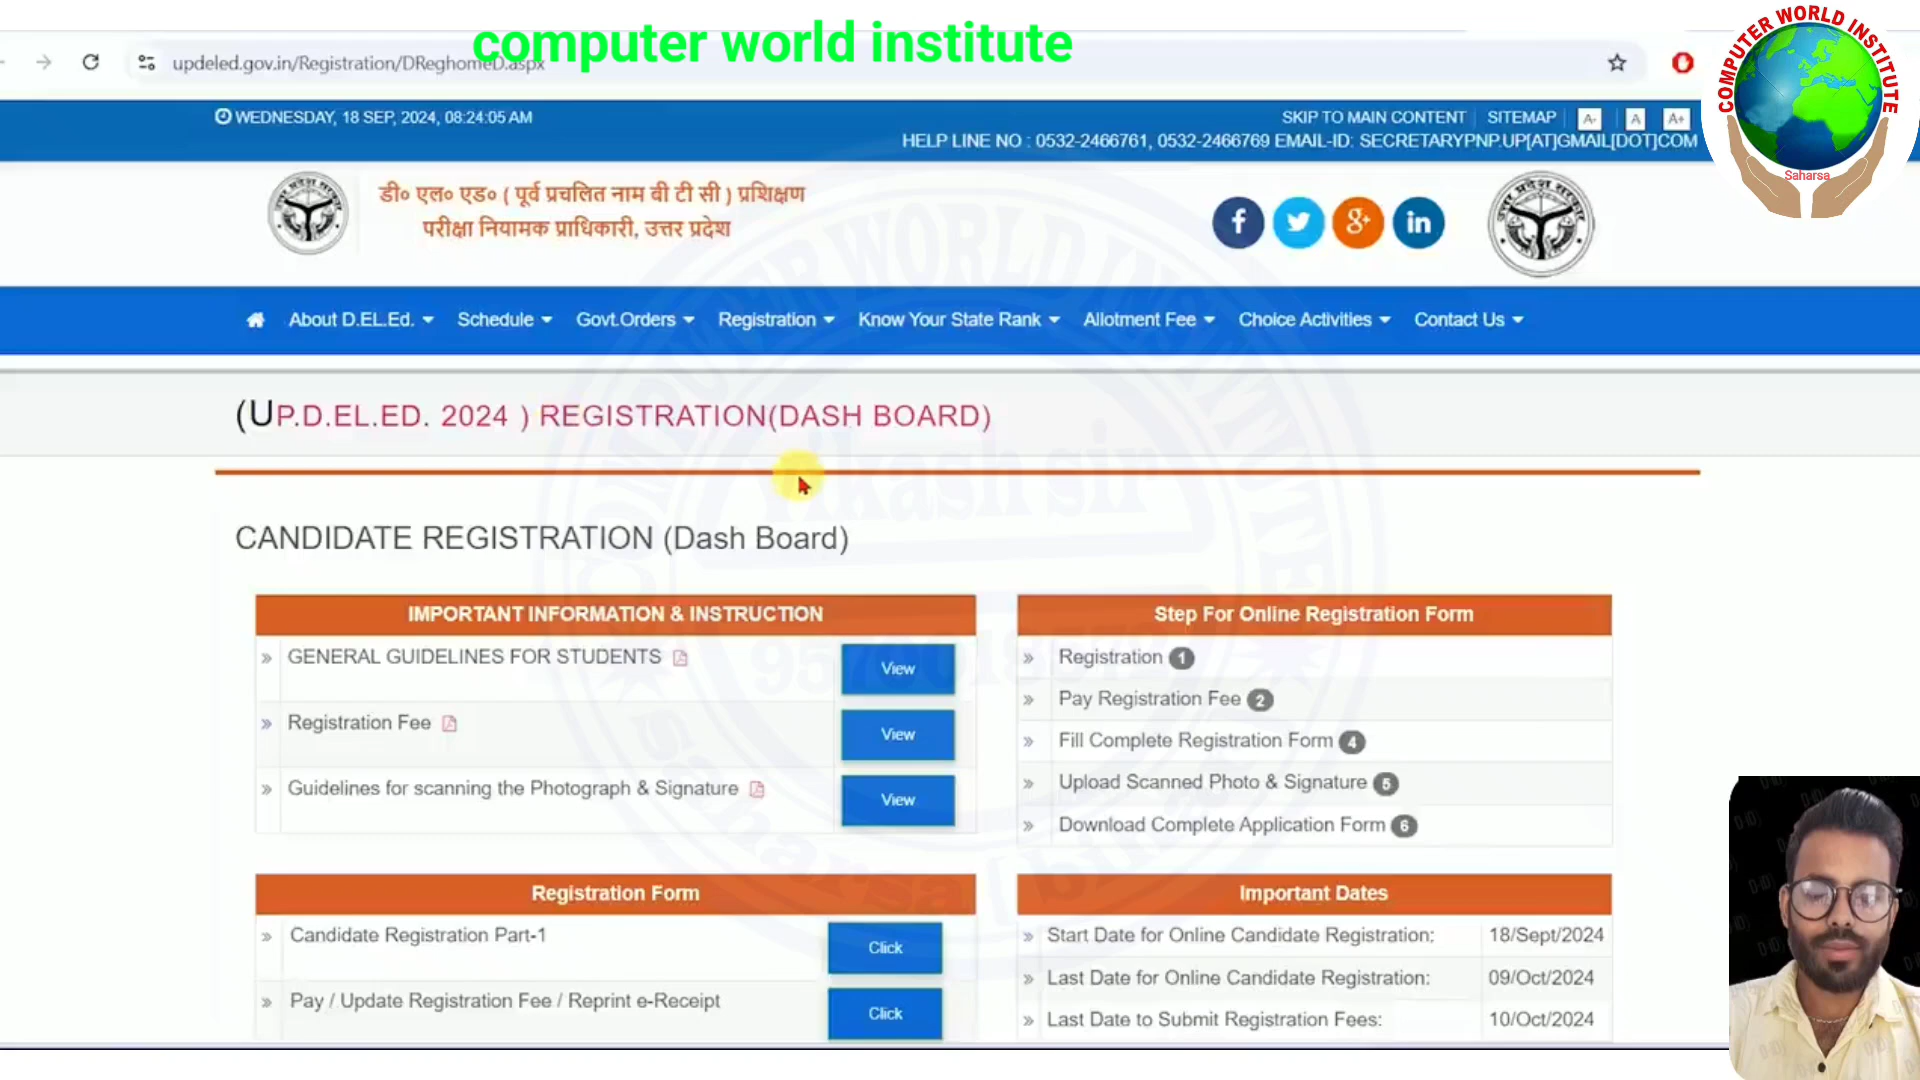 computer world institute
COMPUTER WORLD INSTITUTE
Saharsa
updeled.gov.in/Registration/DReghomeD.aspx
WEDNESDAY, 18 SEP, 2024, 08:24:05 AM
SKIP TO MAIN CONTENT SITEMAP A- A A+
HELP LINE NO : 0532-2466761, 0532-2466769 EMAIL-ID: SECRETARYPNP.UP[AT]GMAIL[DOT]COM
डी० एल० एड० ( पूर्व प्रचलित नाम बी टी सी ) प्रशिक्षण
परीक्षा नियामक प्राधिकारी, उत्तर प्रदेश
About D.EL.Ed. Schedule Govt.Orders Registration Know Your State Rank Allotment Fee Choice Activities Contact Us
(UP.D.EL.ED. 2024 ) REGISTRATION(DASH BOARD)
CANDIDATE REGISTRATION (Dash Board)
IMPORTANT INFORMATION & INSTRUCTION
GENERAL GUIDELINES FOR STUDENTS View
Registration Fee View
Guidelines for scanning the Photograph & Signature View
Step For Online Registration Form
Registration 1
Pay Registration Fee 2
Fill Complete Registration Form 4
Upload Scanned Photo & Signature 5
Download Complete Application Form 6
Registration Form
Candidate Registration Part-1 Click
Pay / Update Registration Fee / Reprint e-Receipt Click
Important Dates
Start Date for Online Candidate Registration: 18/Sept/2024
Last Date for Online Candidate Registration: 09/Oct/2024
Last Date to Submit Registration Fees: 10/Oct/2024
COMPUTER WORLD INSTITUTE
vikash sir